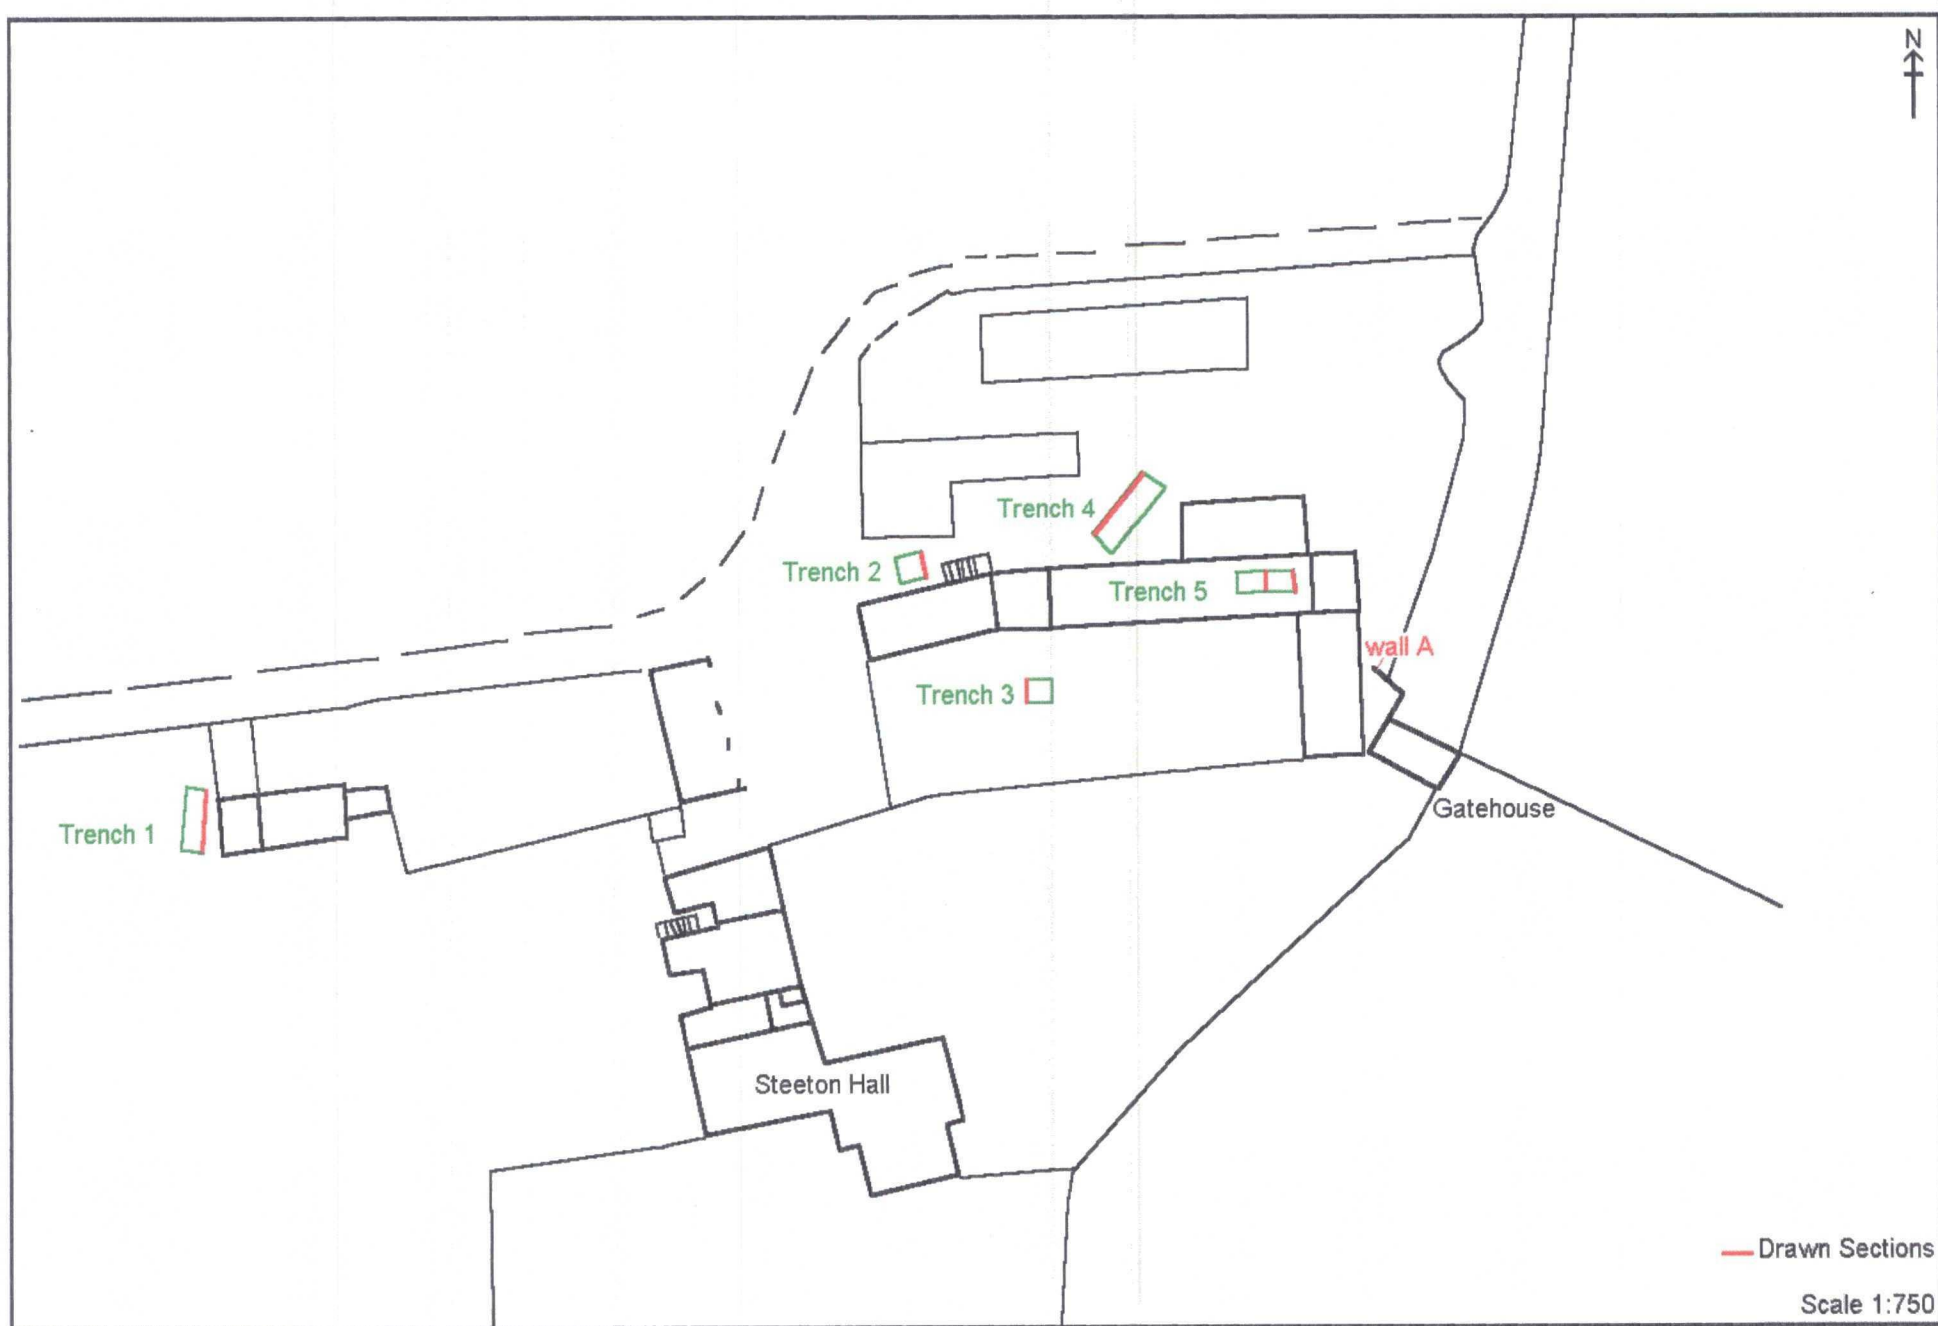 N
Trench 4
Trench 2
Trench 5
wall A
Trench 3
Gatehouse
Trench 1
Steeton Hall
Drawn Sections
Scale 1:750